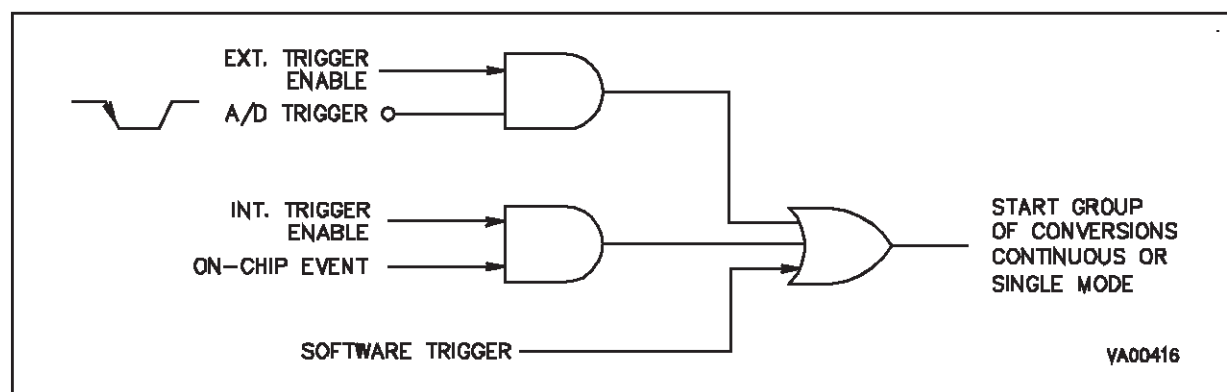 EXT. TRIGGER
ENABLE
A/D TRIGGER
INT. TRIGGER
ENABLE
ON-CHIP EVENT
SOFTWARE TRIGGER
START GROUP
OF CONVERSIONS
CONTINUOUS OR
SINGLE MODE
VA00416